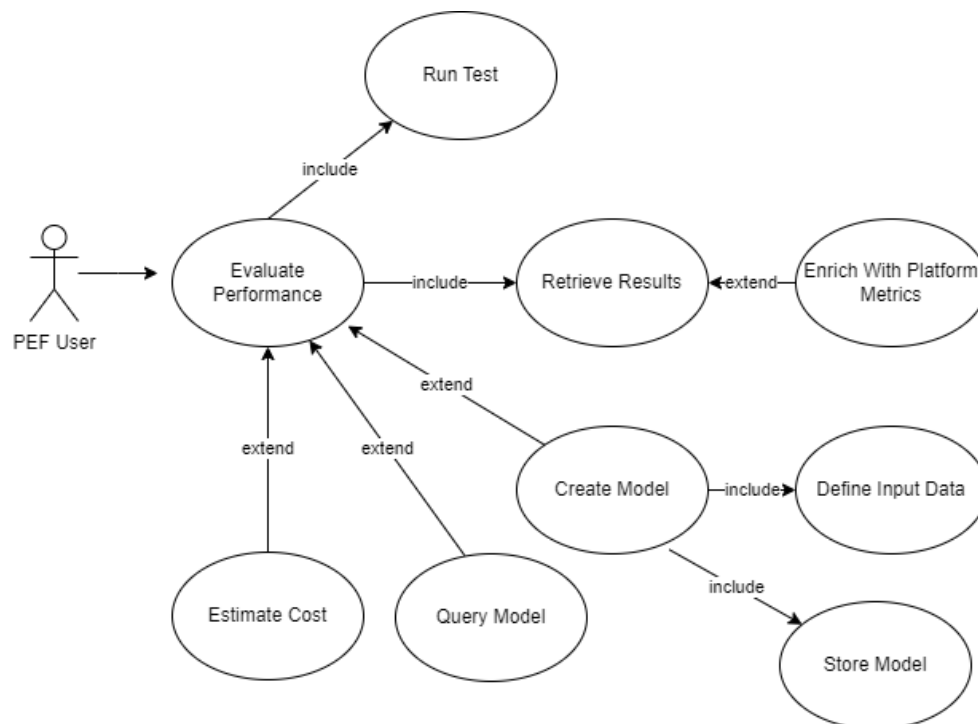 Run Test
include
Evaluate
Performance
include
Retrieve Results
extend
Enrich With Platform
Metrics
PEF User
extend
extend
extend
Create Model
include
Define Input Data
include
Estimate Cost
Query Model
Store Model